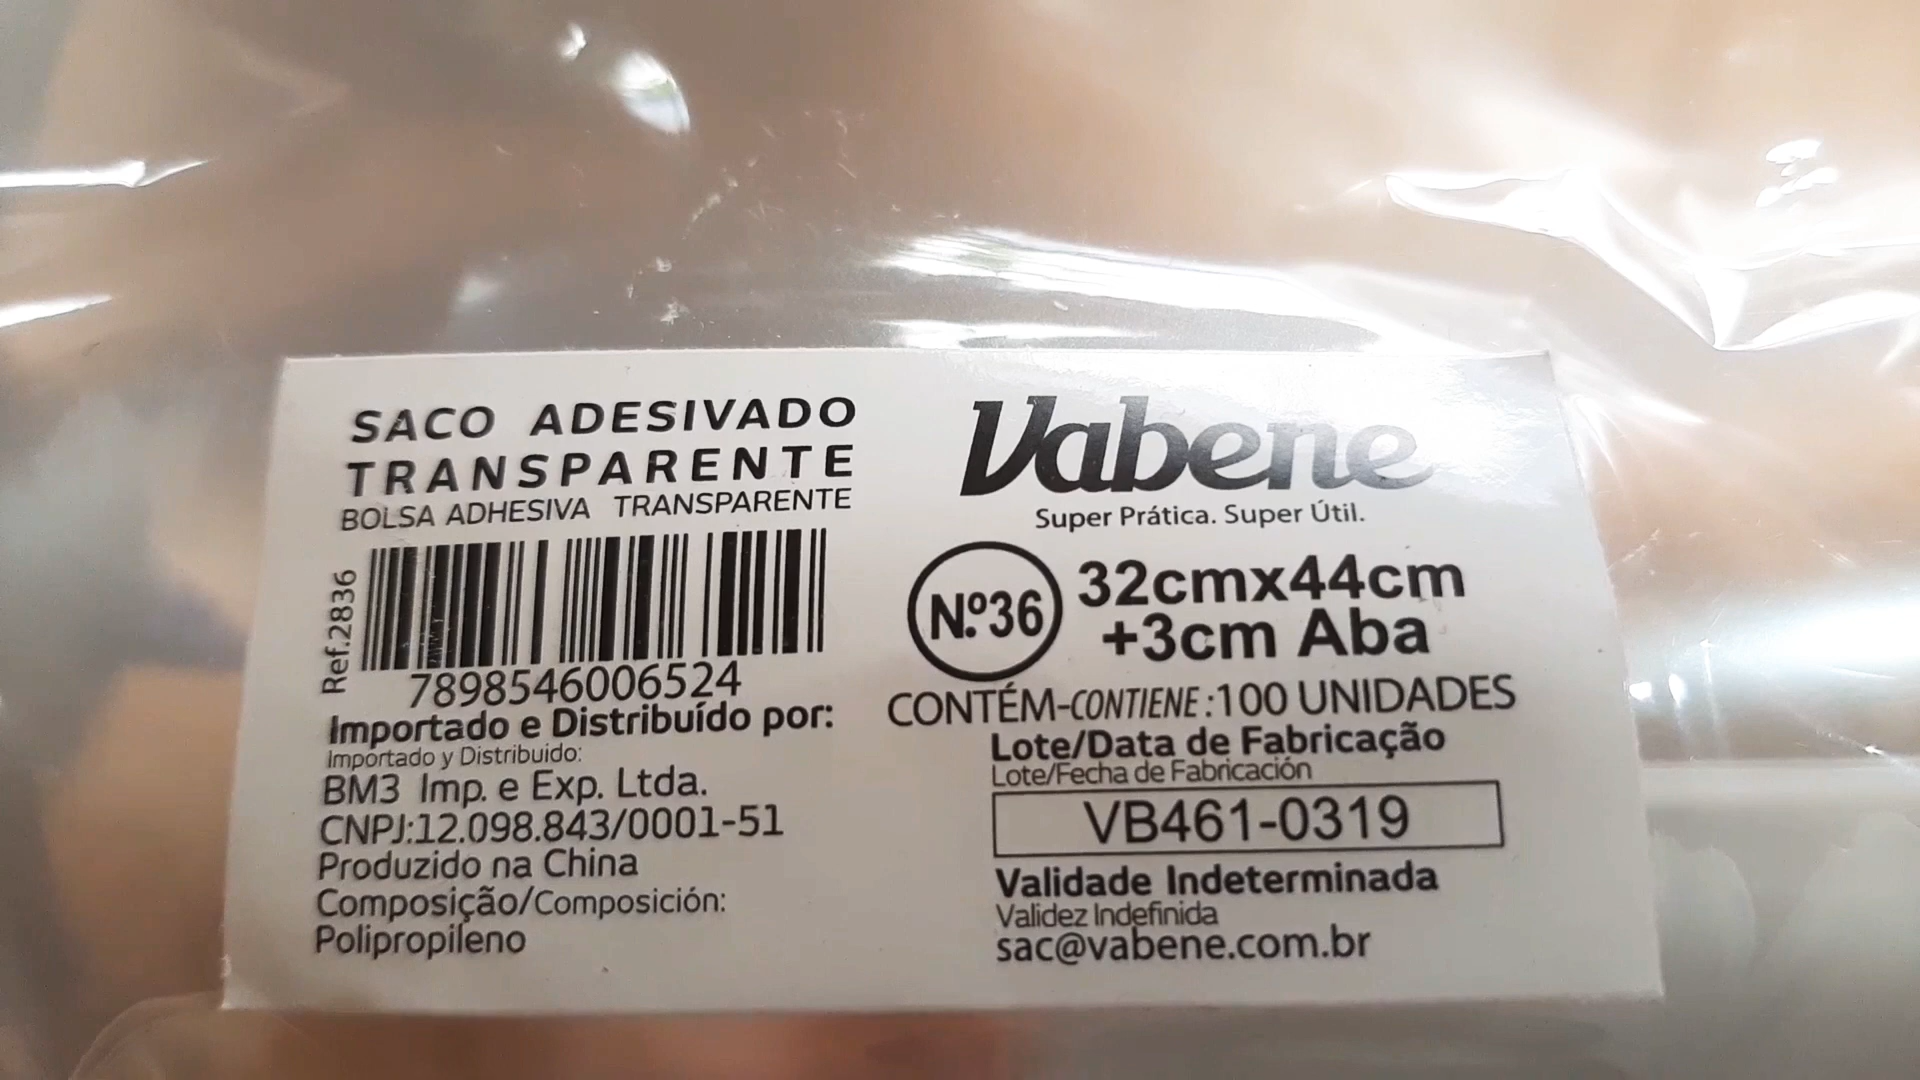 SACO ADESIVADO
TRANSPARENTE
BOLSA ADHESIVA TRANSPARENTE
Ref.2836
7898546006524
Importado e Distribuído por:
Importado y Distribuido:
BM3 Imp. e Exp. Ltda.
CNPJ:12.098.843/0001-51
Produzido na China
Composição/Composición:
Polipropileno
Vabene
Super Prática. Super Útil.
Nº36
32cmx44cm
+3cm Aba
CONTÉM-CONTIENE:100 UNIDADES
Lote/Data de Fabricação
Lote/Fecha de Fabricación
VB461-0319
Validade Indeterminada
Validez Indefinida
sac@vabene.com.br